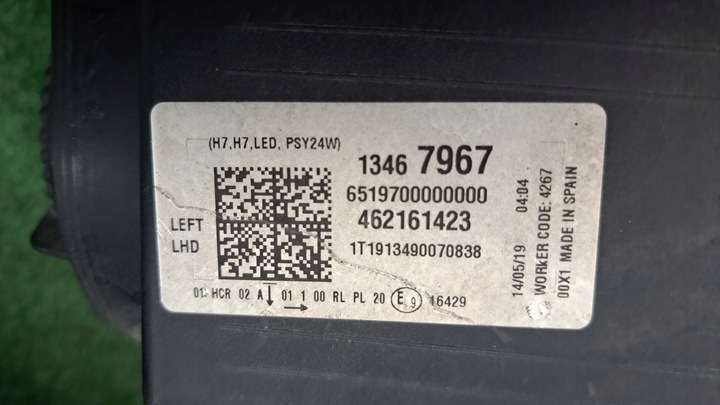 (H7,H7,LED, PSY24W)
1346 7967
6519700000000
462161423
LEFT
LHD
1T1913490070838
01 HCR 02 A 01 1 00 RL PL 20 E 9 16429
14/05/19 04:04
WORKER CODE: 4267
00X1 MADE IN SPAIN